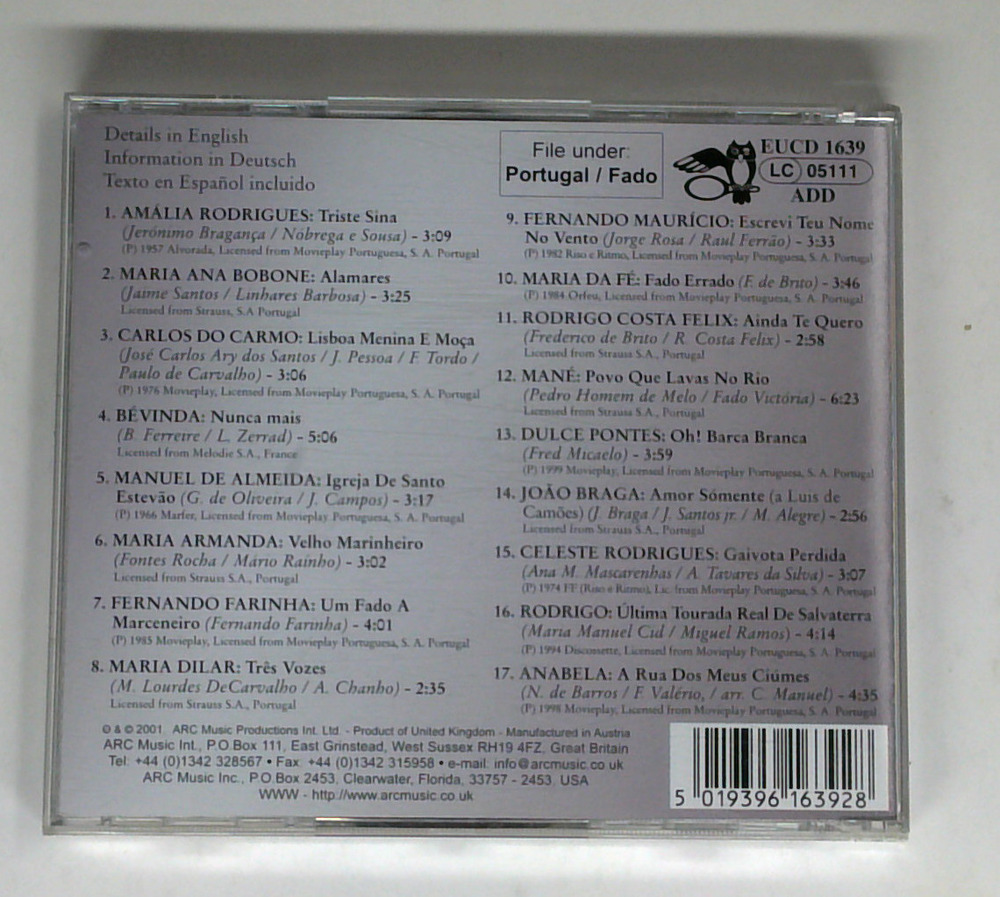 Details in English
Information in Deutsch
Texto en Español incluido
File under:
Portugal / Fado
EUCD 1639
LC 05111
ADD
1. AMÁLIA RODRIGUES: Triste Sina
(Jerónimo Bragança / Nóbrega e Sousa) - 3:09
(P) 1957 Alvorada, Licensed from Movieplay Portuguesa, S. A. Portugal
2. MARIA ANA BOBONE: Alamares
(Jaime Santos / Linhares Barbosa) - 3:25
Licensed from Strauss, S.A Portugal
3. CARLOS DO CARMO: Lisboa Menina E Moça
(José Carlos Ary dos Santos / J. Pessoa / F. Tordo /
Paulo de Carvalho) - 3:06
(P) 1976 Movieplay, Licensed from Movieplay Portuguesa, S. A. Portugal
4. BÉVINDA: Nunca mais
(B. Ferreire / L. Zerrad) - 5:06
Licensed from Melodie S.A., France
5. MANUEL DE ALMEIDA: Igreja De Santo
Estevão (G. de Oliveira / J. Campos) - 3:17
(P) 1966 Marfer, Licensed from Movieplay Portuguesa, S. A. Portugal
6. MARIA ARMANDA: Velho Marinheiro
(Fontes Rocha / Mário Rainho) - 3:02
Licensed from Strauss S.A., Portugal
7. FERNANDO FARINHA: Um Fado A
Marceneiro (Fernando Farinha) - 4:01
(P) 1985 Movieplay, Licensed from Movieplay Portuguesa, S. A. Portugal
8. MARIA DILAR: Três Vozes
(M. Lourdes DeCarvalho / A. Chanho) - 2:35
Licensed from Strauss S.A., Portugal
9. FERNANDO MAURÍCIO: Escrevi Teu Nome
No Vento (Jorge Rosa / Raul Ferrão) - 3:33
(P) 1982 Riso e Ritmo, Licensed from Movieplay Portuguesa, S. A. Portugal
10. MARIA DA FÉ: Fado Errado (F. de Brito) - 3:46
(P) 1984 Orfeu, Licensed from Movieplay Portuguesa, S. A. Portugal
11. RODRIGO COSTA FELIX: Ainda Te Quero
(Frederico de Brito / R. Costa Felix) - 2:58
Licensed from Strauss S.A., Portugal
12. MANÉ: Povo Que Lavas No Rio
(Pedro Homem de Melo / Fado Victória) - 6:23
Licensed from Strauss S.A., Portugal
13. DULCE PONTES: Oh! Barca Branca
(Fred Micaelo) - 3:59
(P) 1999 Movieplay, Licensed from Movieplay Portuguesa, S. A. Portugal
14. JOÃO BRAGA: Amor Sómente (a Luis de
Camões) (J. Braga / J. Santos jr. / M. Alegre) - 2:56
Licensed from Strauss S.A., Portugal
15. CELESTE RODRIGUES: Gaivota Perdida
(Ana M. Mascarenhas / A. Tavares da Silva) - 3:07
(P) 1974 FF (Riso e Ritmo), Lic. from Movieplay Portuguesa, S. A. Portugal
16. RODRIGO: Última Tourada Real De Salvaterra
(Maria Manuel Cid / Miguel Ramos) - 4:14
(P) 1994 Discossete, Licensed from Movieplay Portuguesa, S. A. Portugal
17. ANABELA: A Rua Dos Meus Ciúmes
(N. de Barros / F. Valério, / arr. C. Manuel) - 4:35
(P) 1998 Movieplay, Licensed from Movieplay Portuguesa, S. A. Portugal
℗ & © 2001 ARC Music Productions Int. Ltd. - Product of United Kingdom - Manufactured in Austria
ARC Music Int., P.O.Box 111, East Grinstead, West Sussex RH19 4FZ, Great Britain
Tel: +44 (0)1342 328567 • Fax: +44 (0)1342 315958 • e-mail: info@arcmusic.co.uk
ARC Music Inc., P.O.Box 2453, Clearwater, Florida, 33757 - 2453, USA
WWW - http://www.arcmusic.co.uk
5 019396 163928